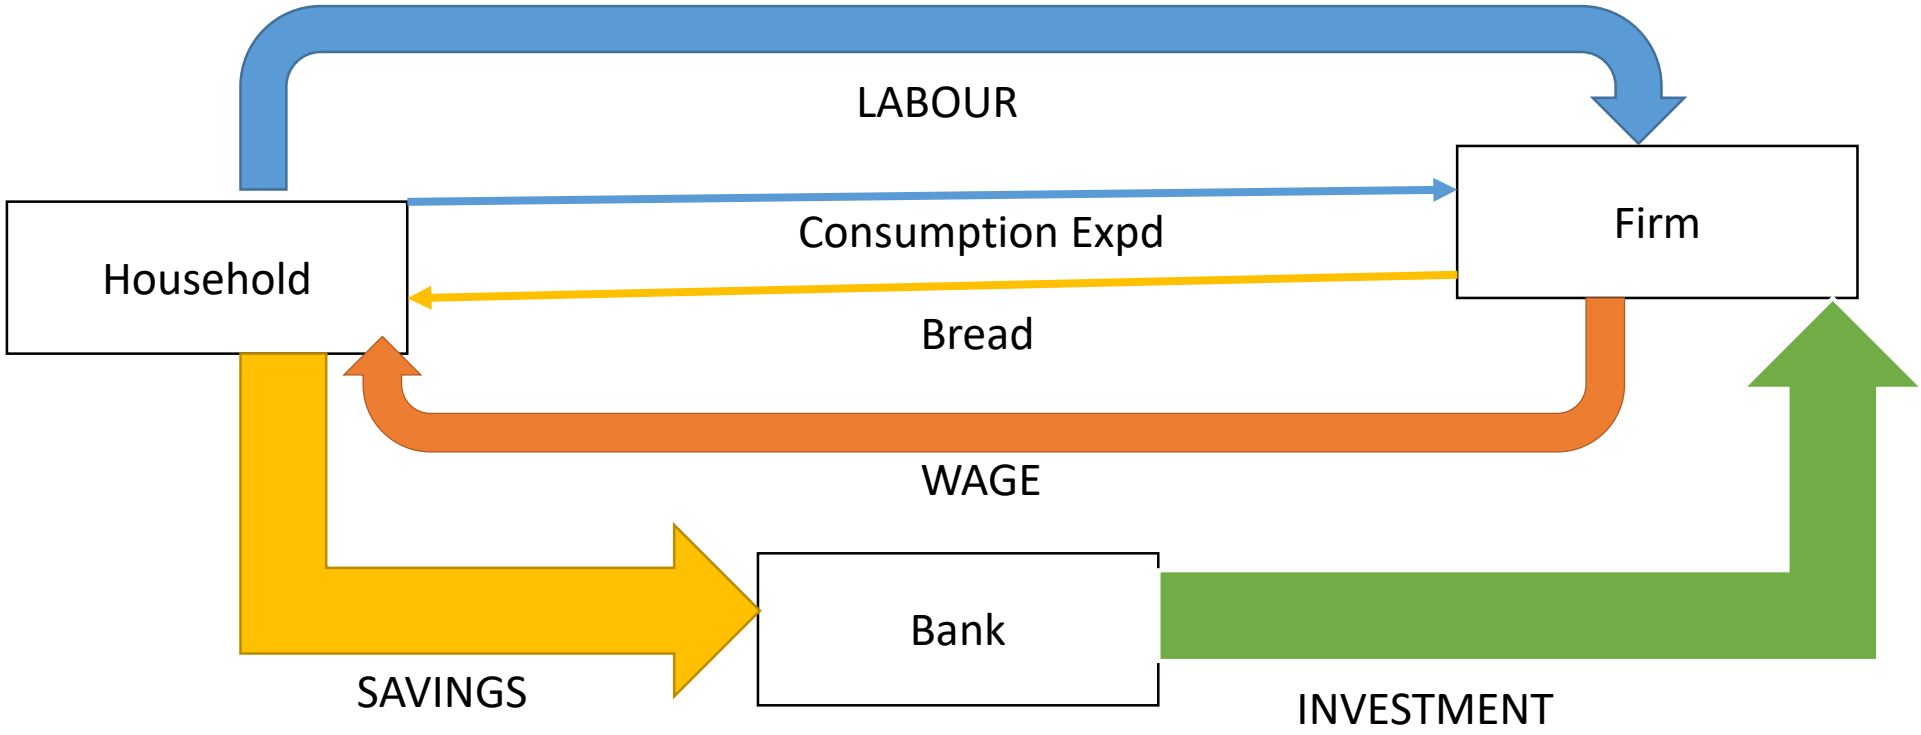 LABOUR
Firm
Consumption Expd
Household
Bread
WAGE
Bank
SAVINGS
INVESTMENT